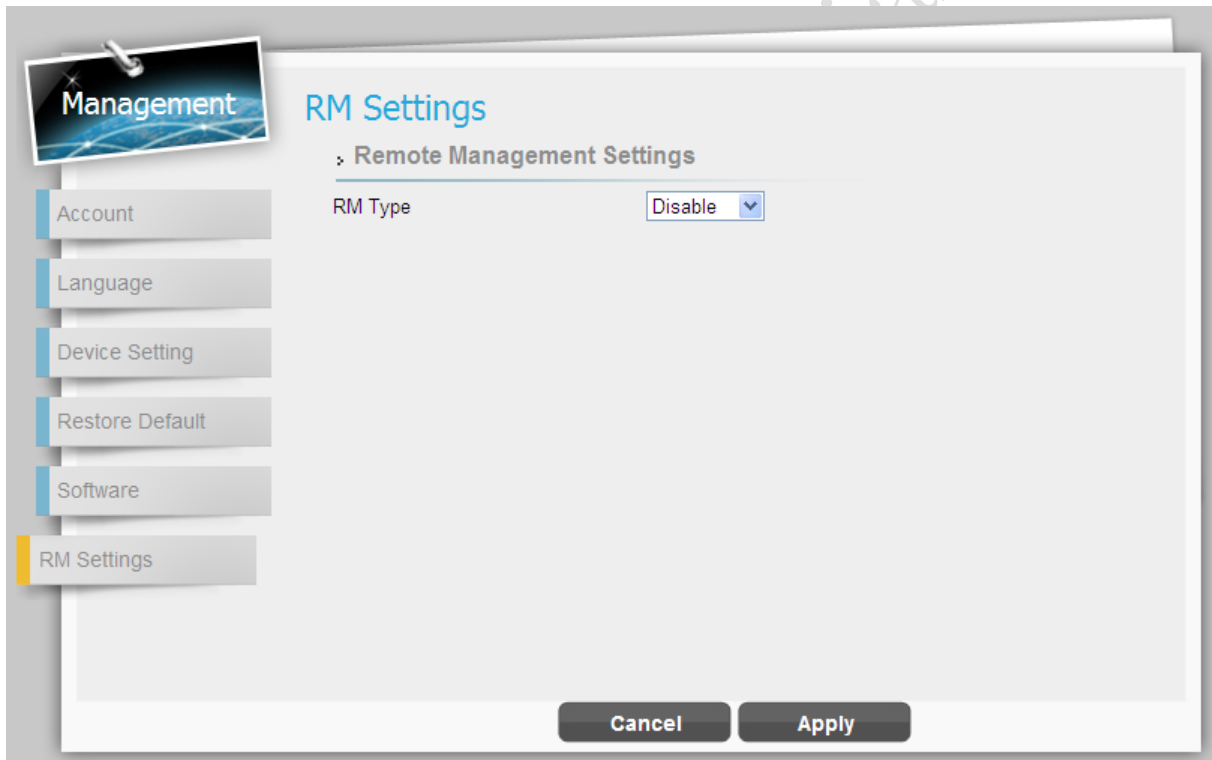 Management
RM Settings
Remote Management Settings
RM Type Disable
Account
Language
Device Setting
Restore Default
Software
RM Settings
Cancel Apply